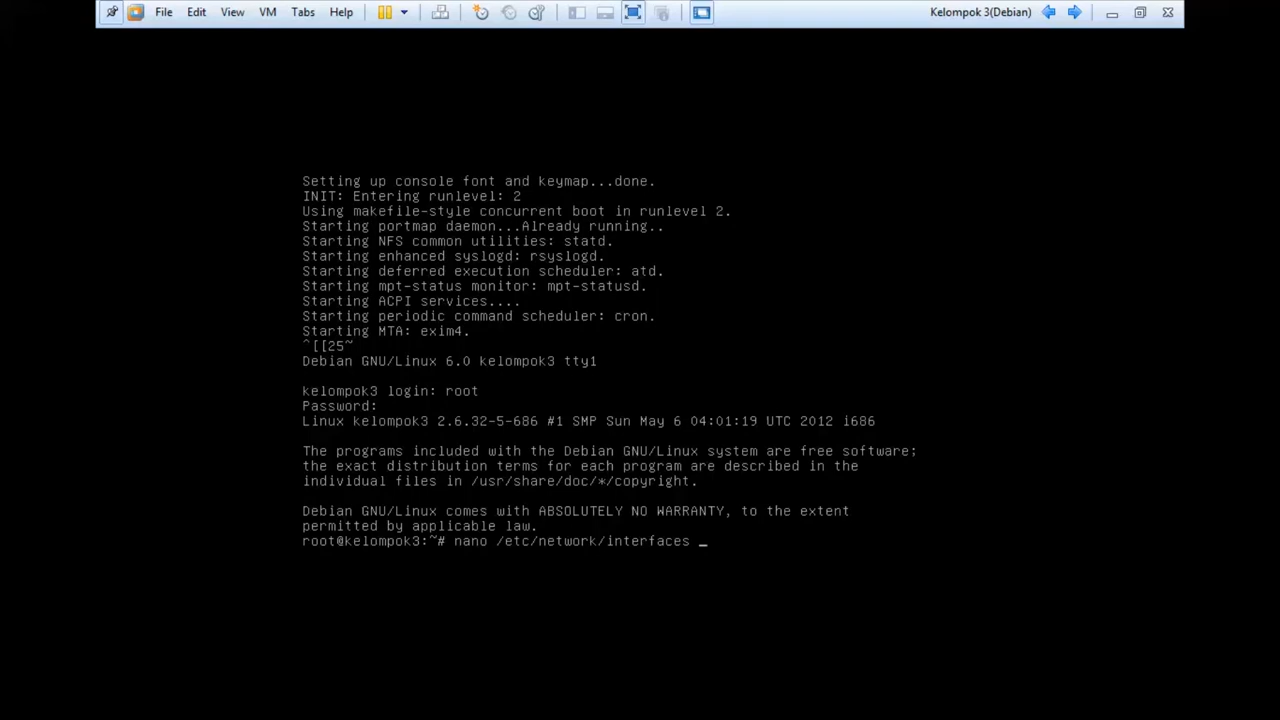 File Edit View VM Tabs Help Kelompok 3(Debian)
Setting up console font and keymap...done.
INIT: Entering runlevel: 2
Using makefile-style concurrent boot in runlevel 2.
Starting portmap daemon...Already running..
Starting NFS common utilities: statd.
Starting enhanced syslogd: rsyslogd.
Starting deferred execution scheduler: atd.
Starting mpt-status monitor: mpt-statusd.
Starting ACPI services....
Starting periodic command scheduler: cron.
Starting MTA: exim4.
^[[25~
Debian GNU/Linux 6.0 kelompok3 tty1
kelompok3 login: root
Password:
Linux kelompok3 2.6.32-5-686 #1 SMP Sun May 6 04:01:19 UTC 2012 i686
The programs included with the Debian GNU/Linux system are free software;
the exact distribution terms for each program are described in the
individual files in /usr/share/doc/*/copyright.
Debian GNU/Linux comes with ABSOLUTELY NO WARRANTY, to the extent
permitted by applicable law.
root@kelompok3:~# nano /etc/network/interfaces _